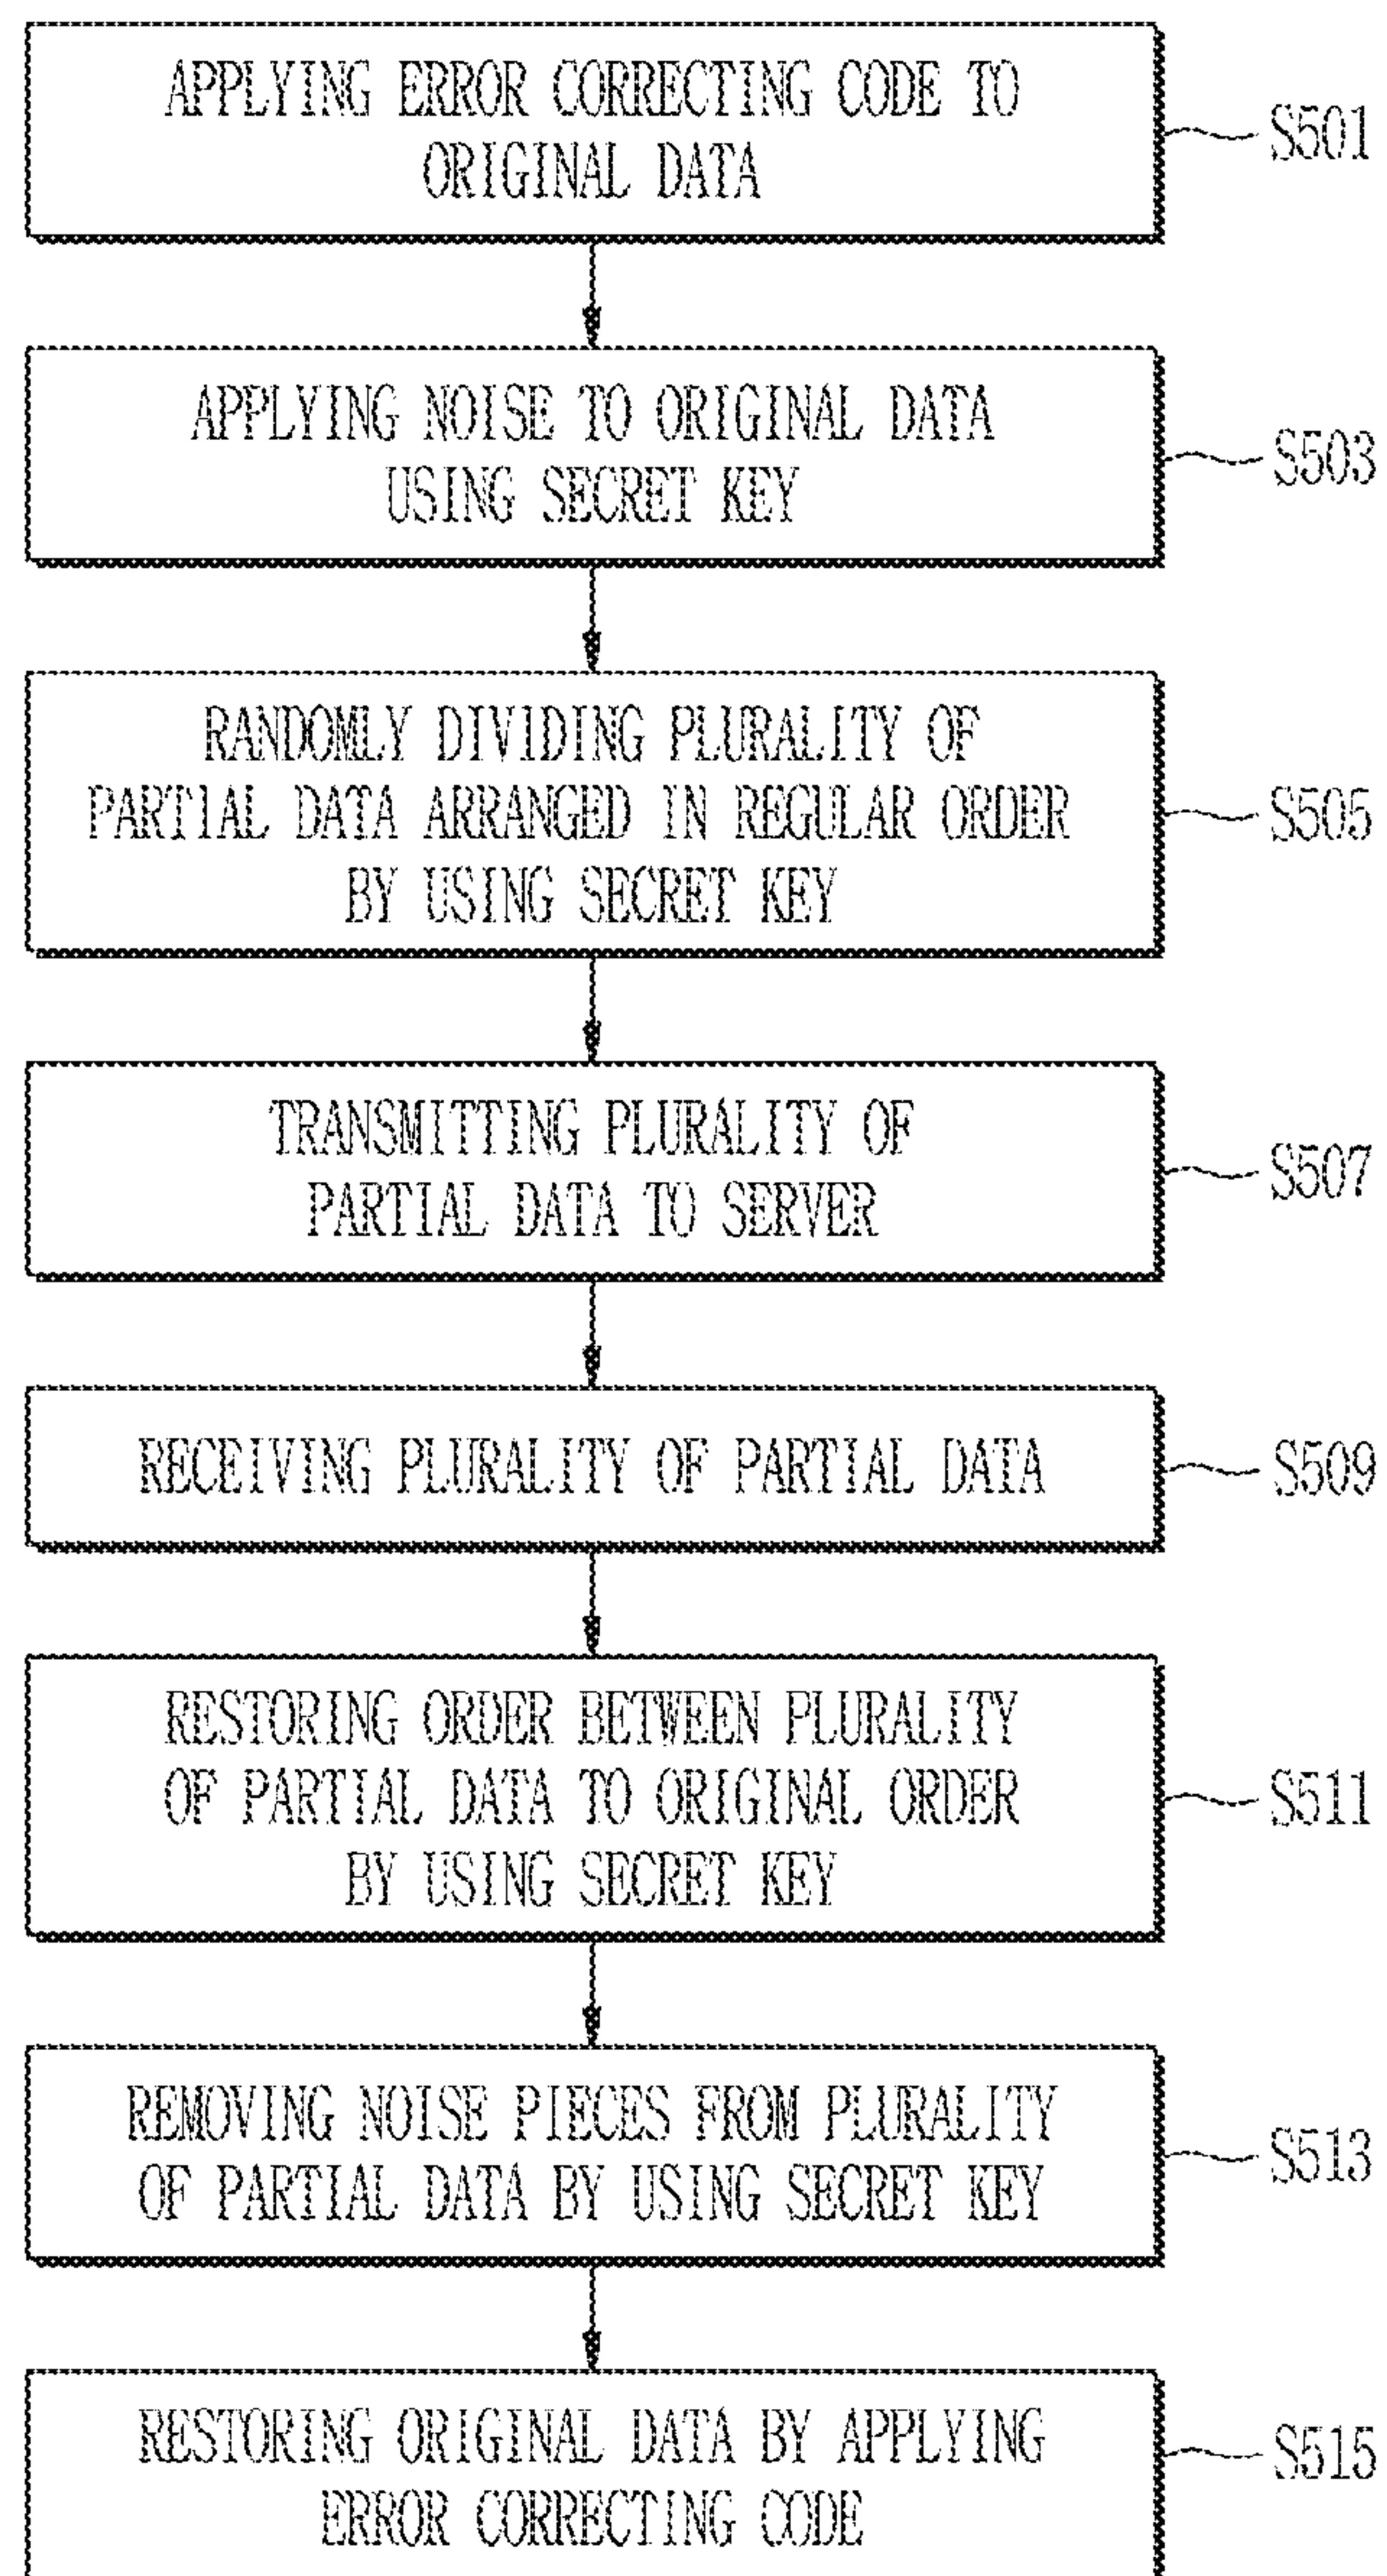 APPLYING ERROR CORRECTING CODE TO
ORIGINAL DATA
S501
APPLYING NOISE TO ORIGINAL DATA
USING SECRET KEY
S503
RANDOMLY DIVIDING PLURALITY OF
PARTIAL DATA ARRANGED IN REGULAR ORDER
BY USING SECRET KEY
S505
TRANSMITTING PLURALITY OF
PARTIAL DATA TO SERVER
S507
RECEIVING PLURALITY OF PARTIAL DATA
S509
RESTORING ORDER BETWEEN PLURALITY
OF PARTIAL DATA TO ORIGINAL ORDER
BY USING SECRET KEY
S511
REMOVING NOISE PIECES FROM PLURALITY
OF PARTIAL DATA BY USING SECRET KEY
S513
RESTORING ORIGINAL DATA BY APPLYING
ERROR CORRECTING CODE
S515